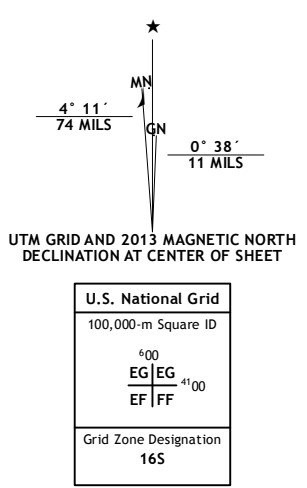 ★
MN
4° 11´
74 MILS
GN
0° 38´
11 MILS
UTM GRID AND 2013 MAGNETIC NORTH
DECLINATION AT CENTER OF SHEET
U.S. National Grid
100,000-m Square ID
⁶00
EG EG
⁴¹00
EF FF
Grid Zone Designation
16S